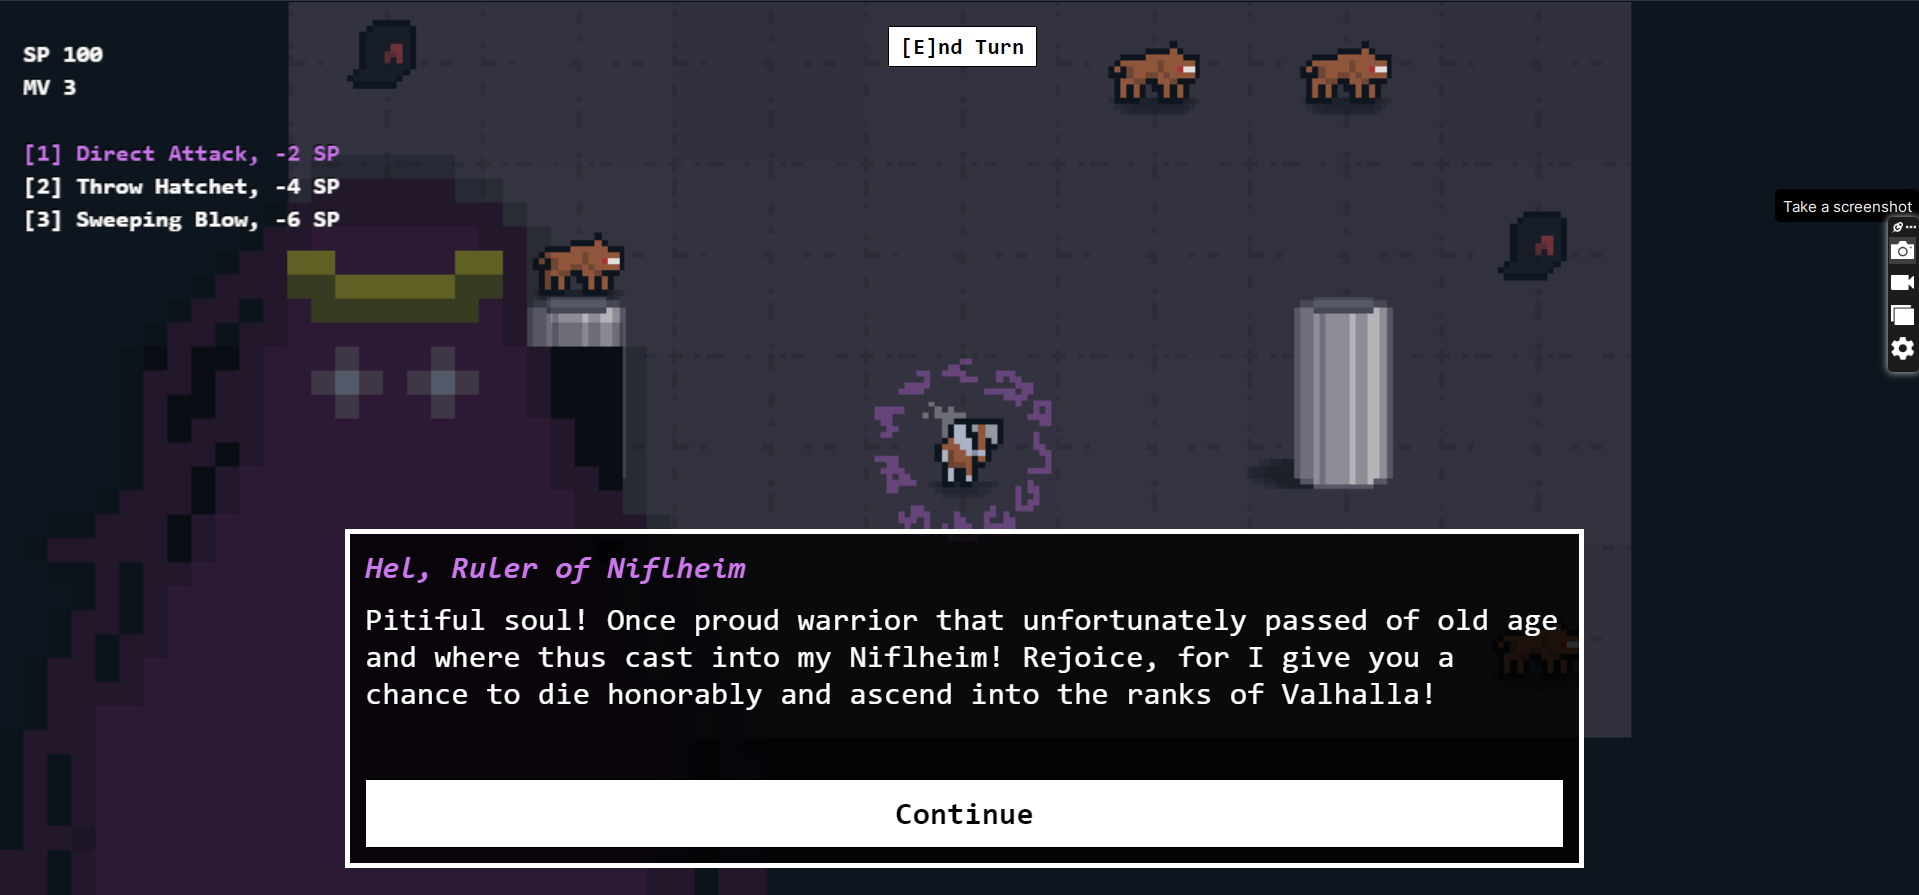 [E]nd Turn
SP 100
MV 3
[1] Direct Attack, -2 SP
[2] Throw Hatchet, -4 SP
[3] Sweeping Blow, -6 SP
Take a screenshot
Hel, Ruler of Niflheim
Pitiful soul! Once proud warrior that unfortunately passed of old age
and where thus cast into my Niflheim! Rejoice, for I give you a
chance to die honorably and ascend into the ranks of Valhalla!
Continue